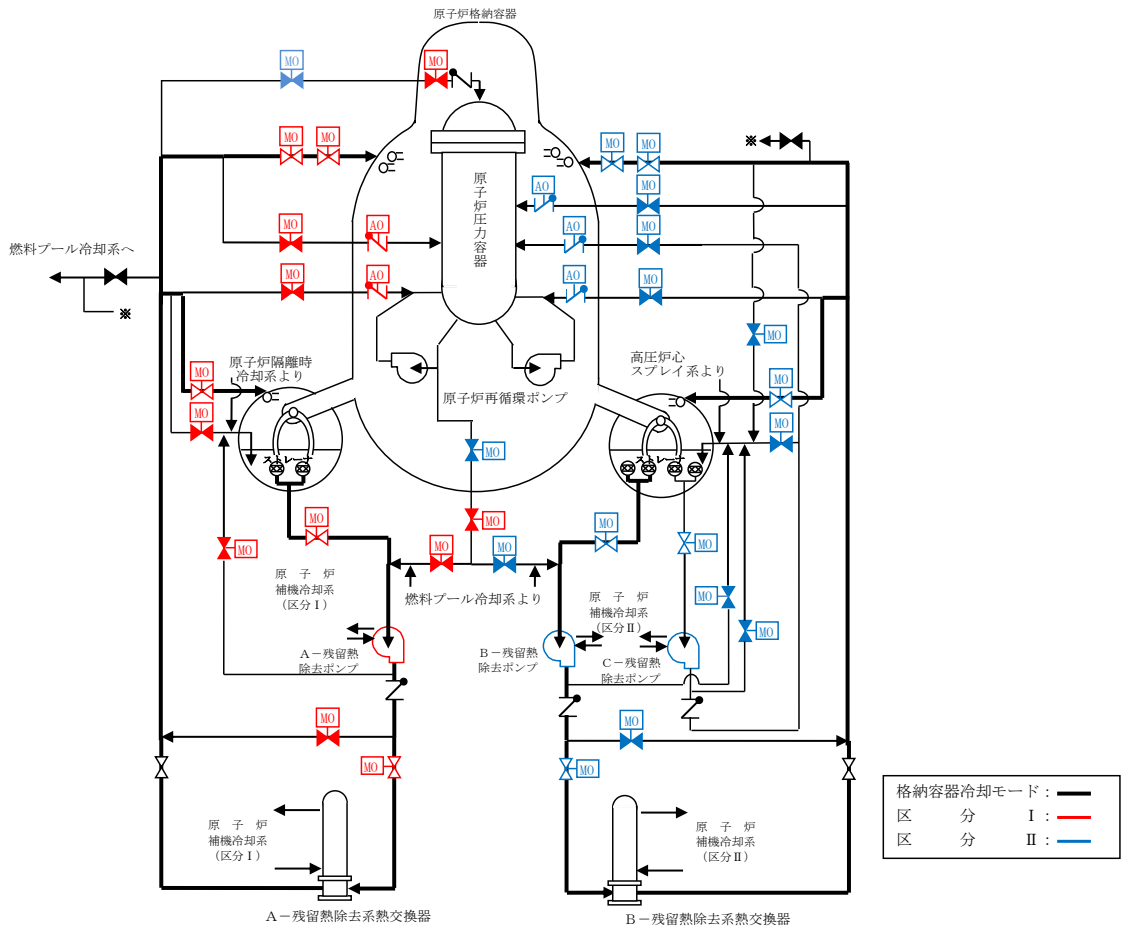 原子炉格納容器
MO
MO
MO
MO
MO
MO
※
AO
MO
原子炉圧力容器
MO
AO
AO
MO
燃料プール冷却系へ
MO
AO
AO
MO
※
MO
原子炉隔離時
冷却系より
高圧炉心
スプレイ系より
MO
MO
原子炉再循環ポンプ
MO
MO
MO
ストレーナ
ストレーナ
MO
MO
MO
MO
MO
MO
MO
MO
原 子 炉
補機冷却系
(区分Ⅰ)
燃料プール冷却系より
原 子 炉
補機冷却系
(区分Ⅱ)
MO
MO
A-残留熱
除去ポンプ
B-残留熱
除去ポンプ
C-残留熱
除去ポンプ
MO
MO
MO
MO
格納容器冷却モード:
区 分 Ⅰ:
区 分 Ⅱ:
原 子 炉
補機冷却系
(区分Ⅰ)
原 子 炉
補機冷却系
(区分Ⅱ)
A-残留熱除去系熱交換器
B-残留熱除去系熱交換器